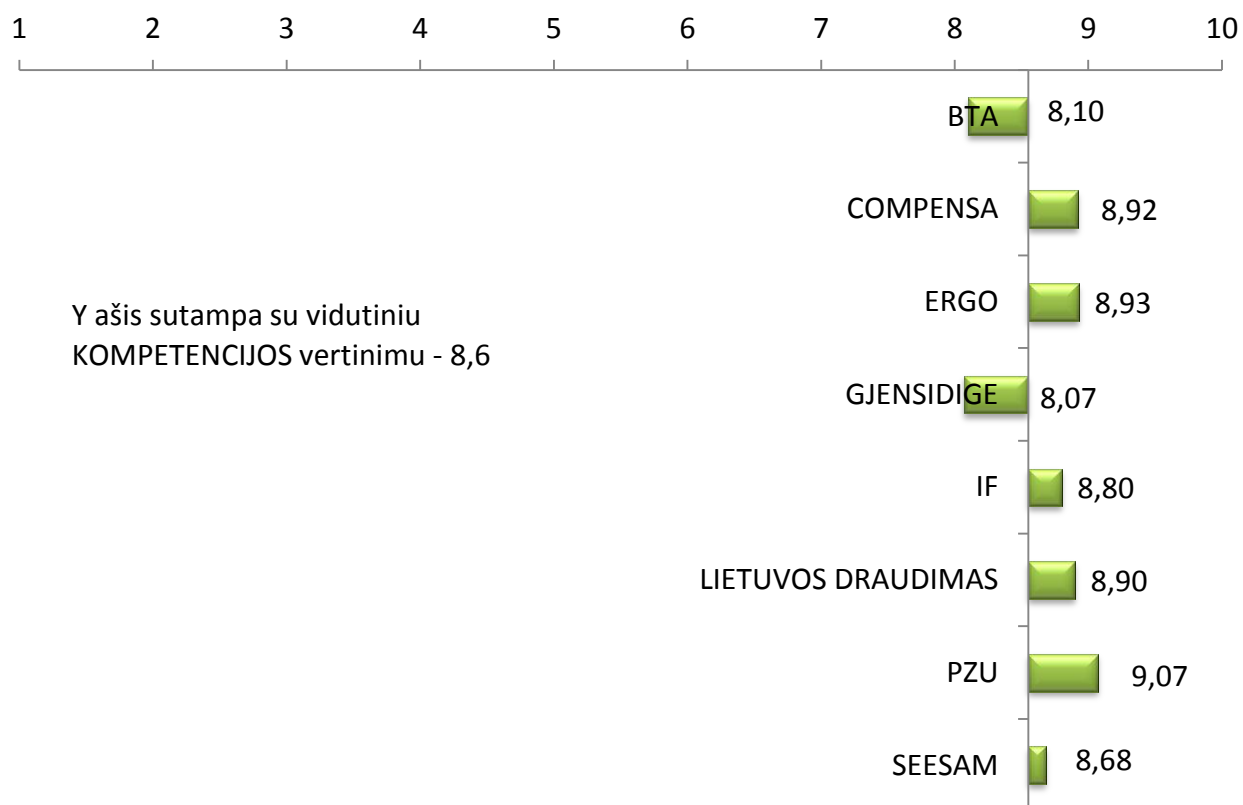 1 2 3 4 5 6 7 8 9 10
BTA 8,10
COMPENSA 8,92
ERGO 8,93
Y ašis sutampa su vidutiniu
KOMPETENCIJOS vertinimu - 8,6
GJENSIDIGE 8,07
IF 8,80
LIETUVOS DRAUDIMAS 8,90
PZU 9,07
SEESAM 8,68